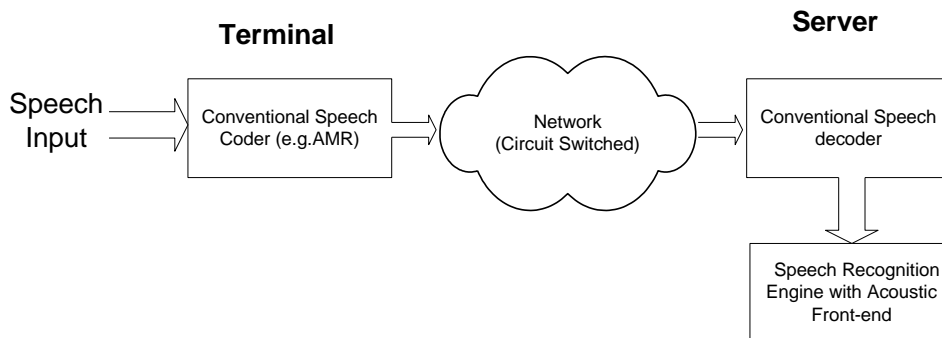 Terminal
Server
Speech
Input
Conventional Speech
Coder (e.g.AMR)
Network
(Circuit Switched)
Conventional Speech
decoder
Speech Recognition
Engine with Acoustic
Front-end